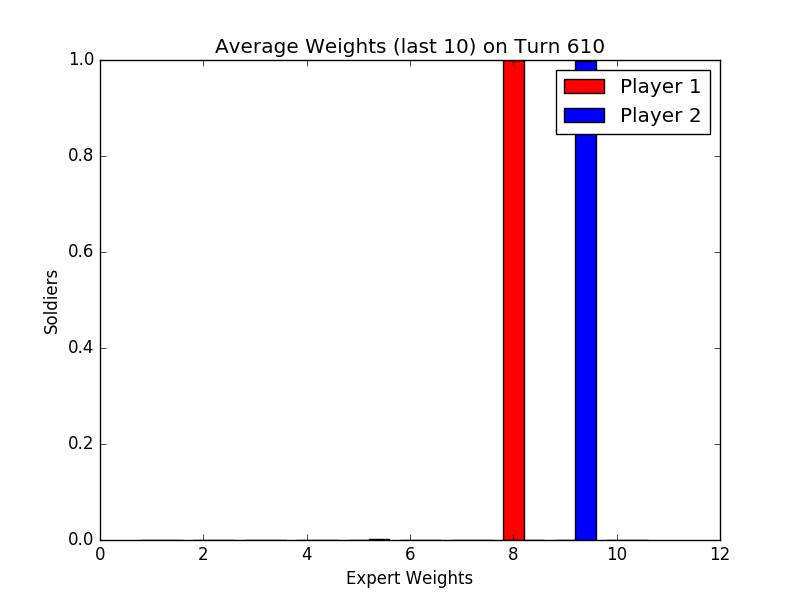 Average Weights (last 10) on Turn 610
1.0
Player 1
Player 2
0.8
0.6
Soldiers
0.4
0.2
0.0
0 2 4 6 8 10 12
Expert Weights